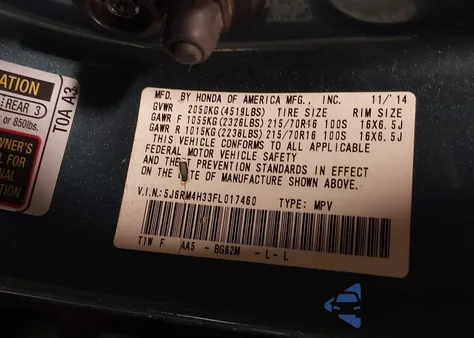 ATION
REAR 3
or 850lbs.
OWNER'S
L FOR
NAL
TION
T0A A3
MFD. BY HONDA OF AMERICA MFG., INC. 11/'14
GVWR 2050KG(4519LBS) TIRE SIZE RIM SIZE
GAWR F 1055KG(2326LBS) 215/70R16 100S 16X6.5J
GAWR R 1015KG(2238LBS) 215/70R16 100S 16X6.5J
THIS VEHICLE CONFORMS TO ALL APPLICABLE
FEDERAL MOTOR VEHICLE SAFETY
AND THEFT PREVENTION STANDARDS IN EFFECT
ON THE DATE OF MANUFACTURE SHOWN ABOVE.
V.I.N:5J6RM4H33FL017460 TYPE: MPV
TIW F AA5 - BG62M - L - L